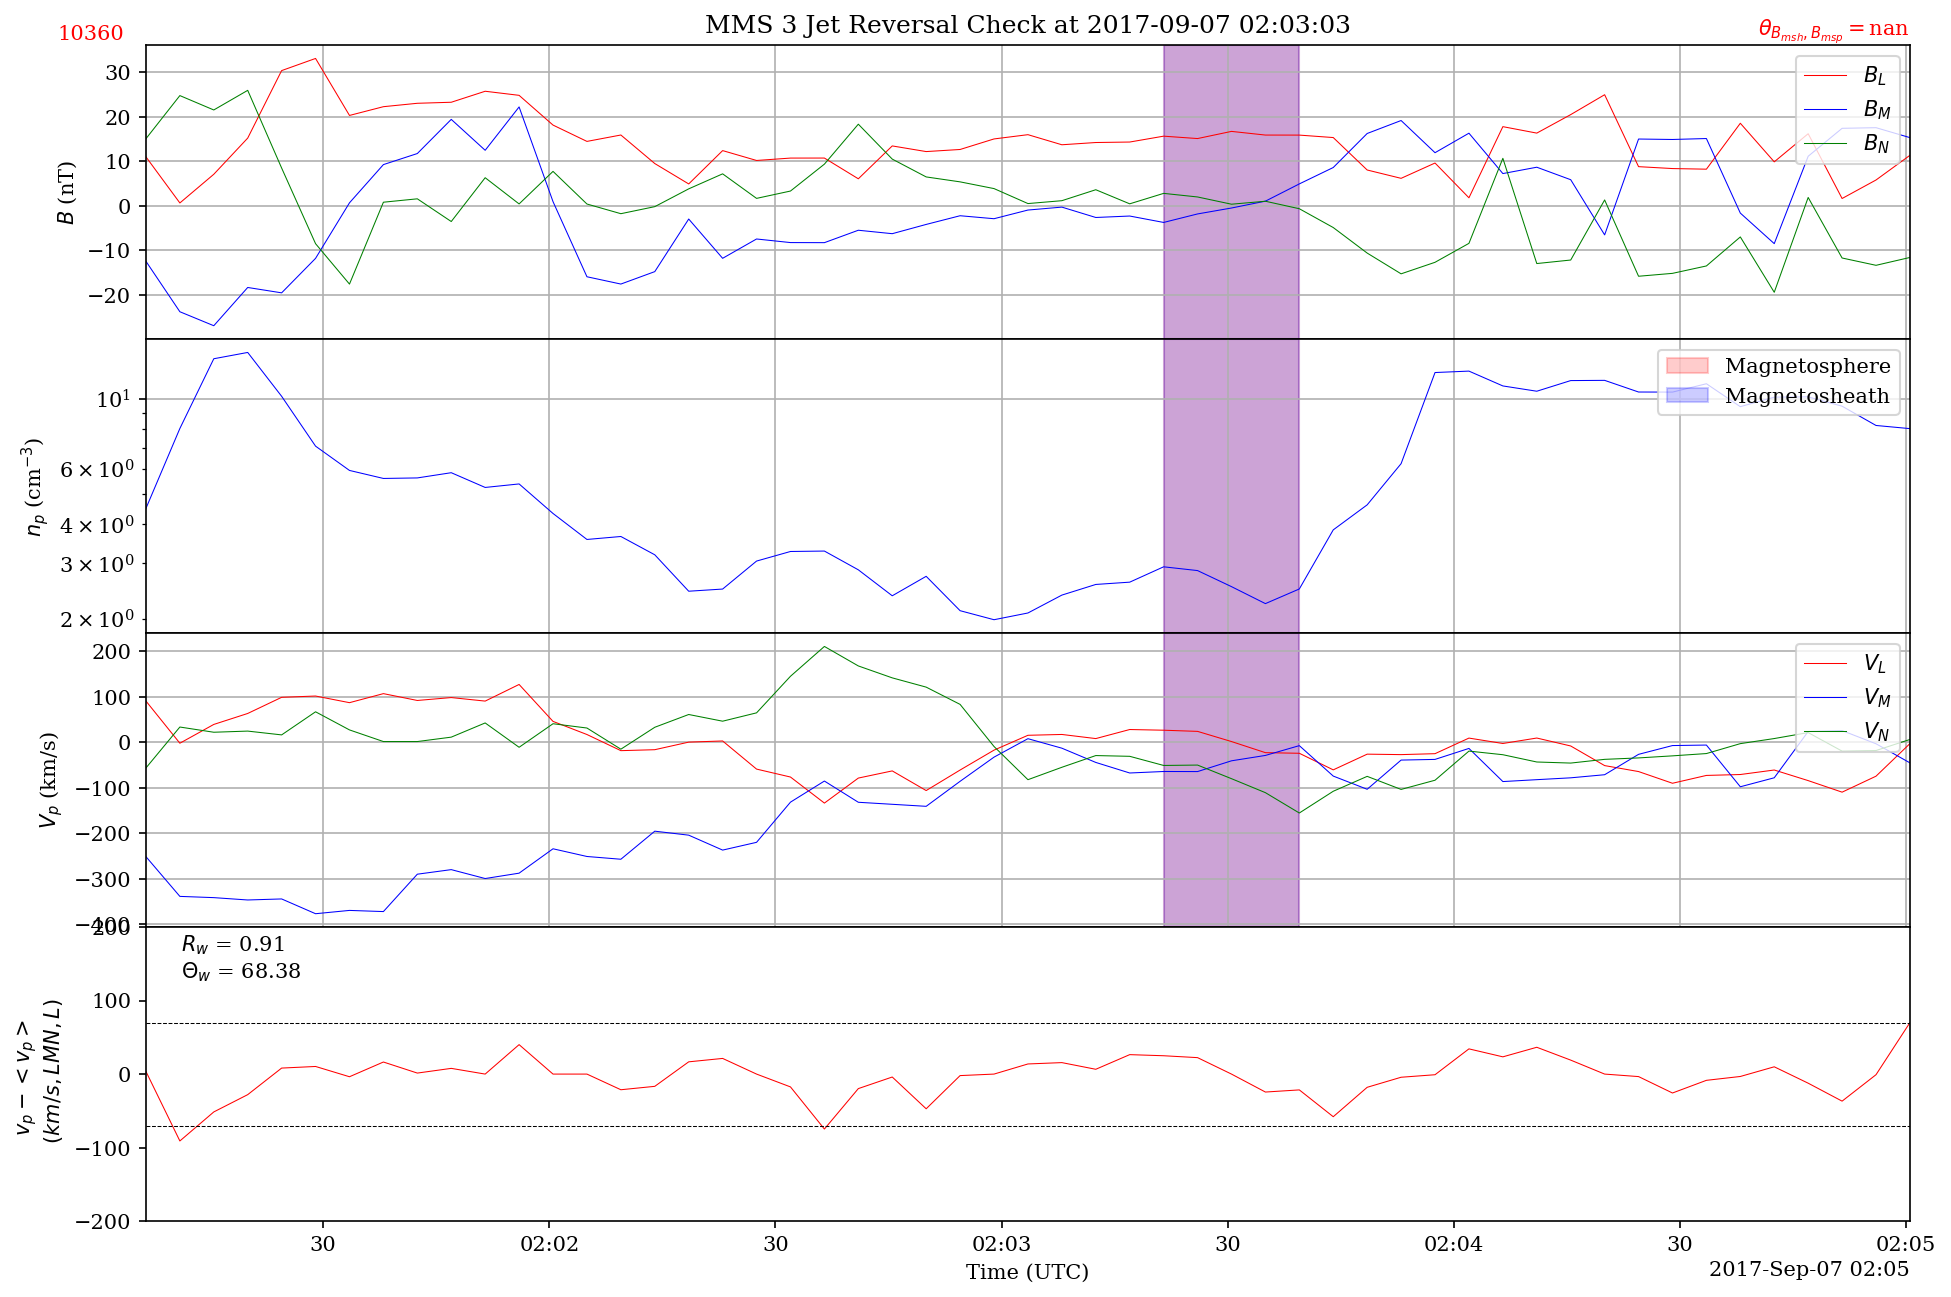 MMS 3 Jet Reversal Check at 2017-09-07 02:03:03
10360
θ_{B_{msh}, B_{msp}} = nan
30
20
10
0
−10
−20
B (nT)
B_L
B_M
B_N
10^1
6 × 10^0
4 × 10^0
3 × 10^0
2 × 10^0
n_p (cm^{−3})
Magnetosphere
Magnetosheath
200
100
0
−100
−200
−300
−400
V_p (km/s)
V_L
V_M
V_N
200
100
0
−100
−200
v_p − <v_p>
(km/s, LMN, L)
R_w = 0.91
Θ_w = 68.38
30
02:02
30
02:03
30
02:04
30
02:05
Time (UTC)
2017-Sep-07 02:05